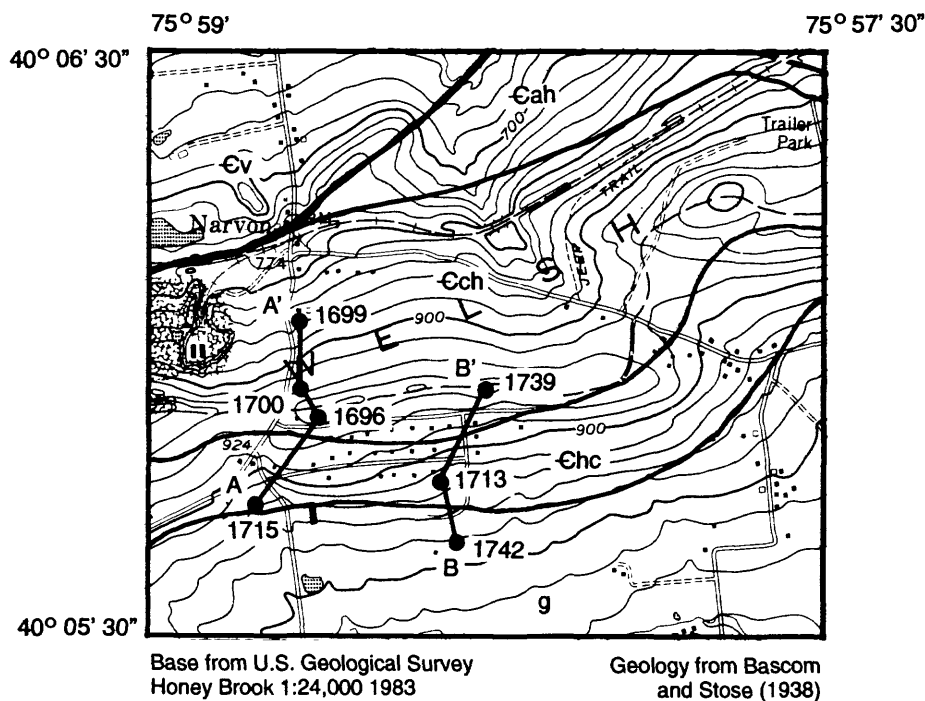 75° 59'
75° 57' 30"
40° 06' 30"
Єah
700
Trailer
Park
Єv
TRAIL
Narvon
H
774
S
Єch
A'
1699
L
900
E
W
B'
1739
1700
1696
924
900
Єhc
A
1713
1715
1742
B
g
40° 05' 30"
Base from U.S. Geological Survey
Honey Brook 1:24,000 1983
Geology from Bascom
and Stose (1938)